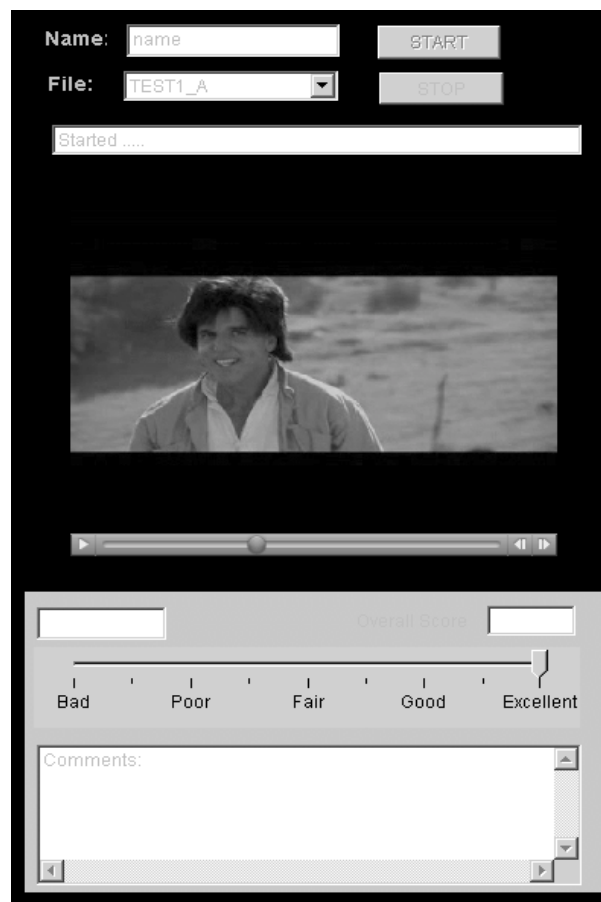 Name: name START
File: TEST1_A STOP
Started .....
Overall Score
Bad Poor Fair Good Excellent
Comments: